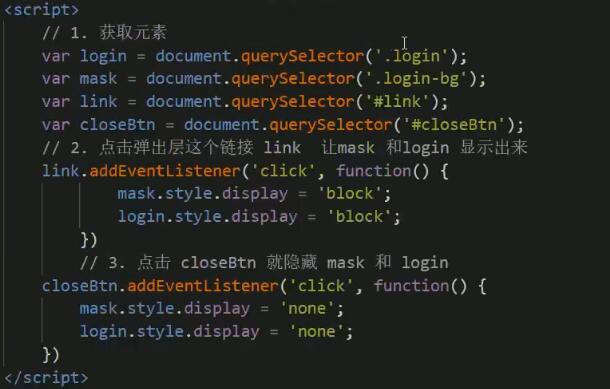 <script>
// 1. 获取元素
var login = document.querySelector('.login');
var mask = document.querySelector('.login-bg');
var link = document.querySelector('#link');
var closeBtn = document.querySelector('#closeBtn');
// 2. 点击弹出层这个链接 link  让mask 和login 显示出来
link.addEventListener('click', function() {
mask.style.display = 'block';
login.style.display = 'block';
})
// 3. 点击 closeBtn 就隐藏 mask 和 login
closeBtn.addEventListener('click', function() {
mask.style.display = 'none';
login.style.display = 'none';
})
</script>